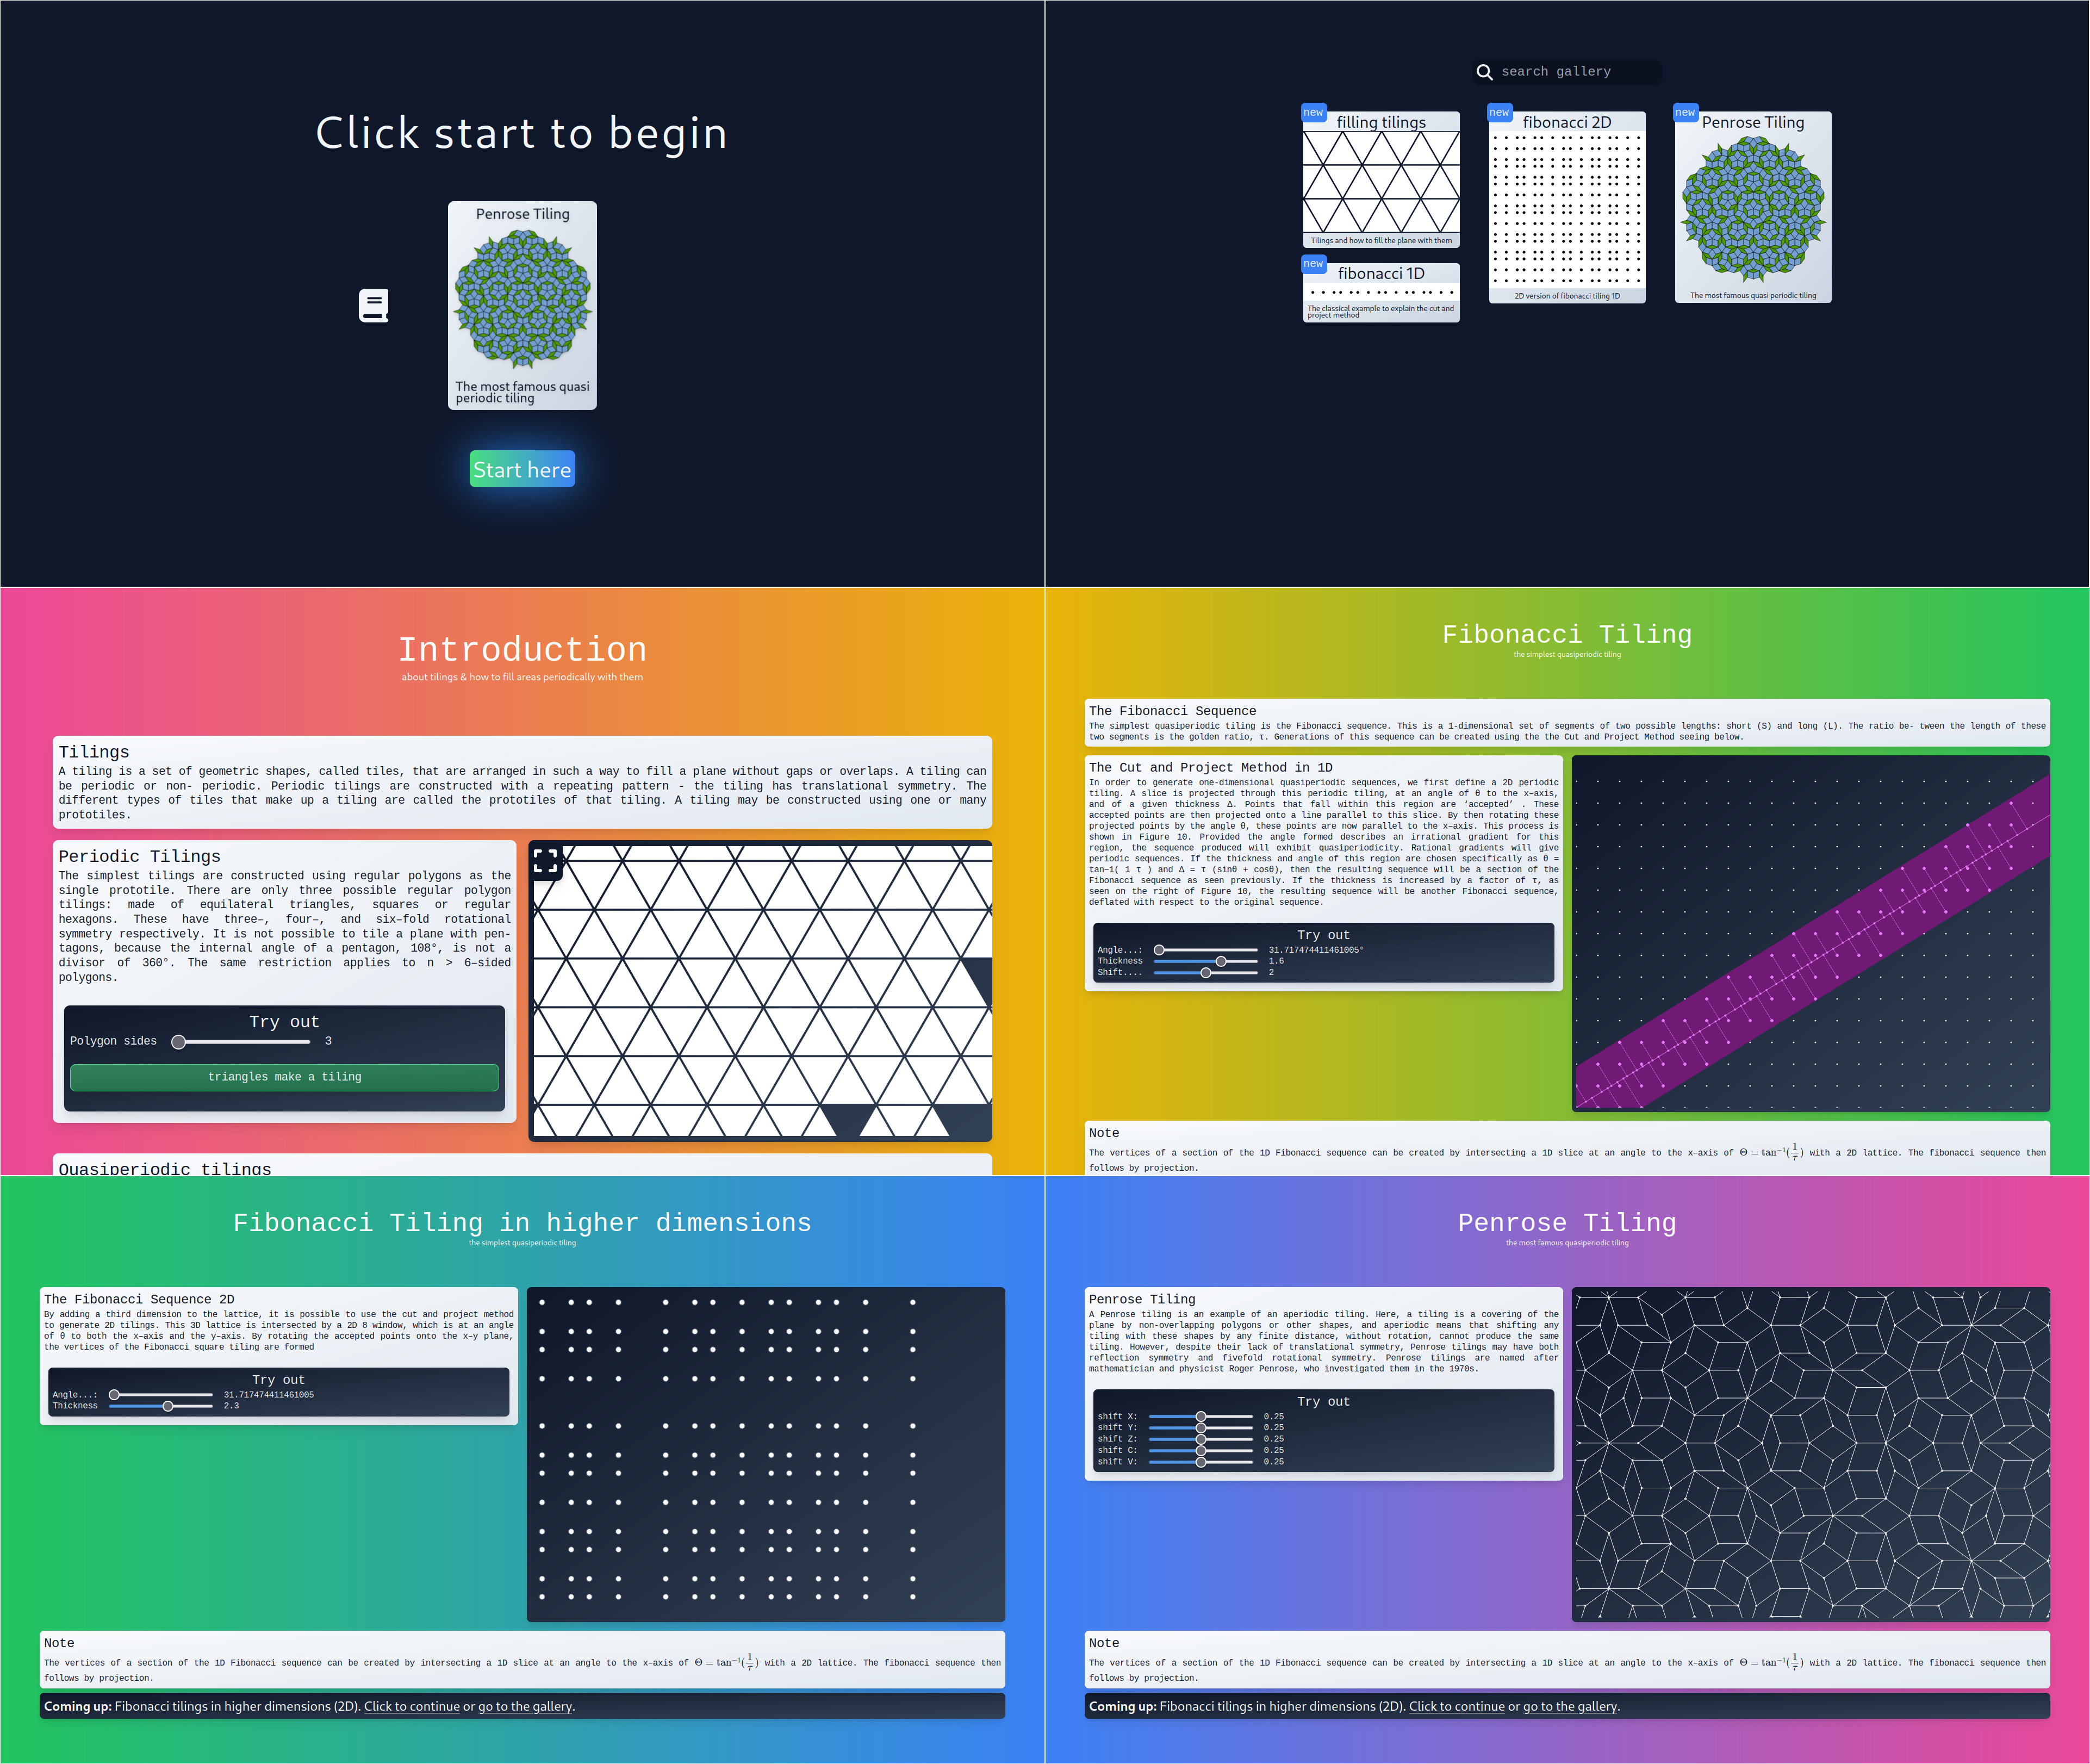 Click start to begin
Penrose Tiling
The most famous quasi
periodic tiling
Start here
search gallery
new
filling tilings
Tilings and how to fill the plane with them
new
fibonacci 1D
The classical example to explain the cut and
project method
new
fibonacci 2D
2D version of fibonacci tiling 1D
new
Penrose Tiling
The most famous quasi periodic tiling
Introduction
about tilings & how to fill areas periodically with them
Tilings
A tiling is a set of geometric shapes, called tiles, that are arranged in such a way to fill a plane without gaps or overlaps. A tiling can
be periodic or non- periodic. Periodic tilings are constructed with a repeating pattern - the tiling has translational symmetry. The
different types of tiles that make up a tiling are called the prototiles of that tiling. A tiling may be constructed using one or many
prototiles.
Periodic Tilings
The simplest tilings are constructed using regular polygons as the
single prototile. There are only three possible regular polygon
tilings: made of equilateral triangles, squares or regular
hexagons. These have three–, four–, and six–fold rotational
symmetry respectively. It is not possible to tile a plane with pen-
tagons, because the internal angle of a pentagon, 108°, is not a
divisor of 360°. The same restriction applies to n > 6–sided
polygons.
Try out
Polygon sides 3
triangles make a tiling
Quasiperiodic tilings
Fibonacci Tiling
the simplest quasiperiodic tiling
The Fibonacci Sequence
The simplest quasiperiodic tiling is the Fibonacci sequence. This is a 1-dimensional set of segments of two possible lengths: short (S) and long (L). The ratio be- tween the length of these
two segments is the golden ratio, τ. Generations of this sequence can be created using the the Cut and Project Method seeing below.
The Cut and Project Method in 1D
In order to generate one-dimensional quasiperiodic sequences, we first define a 2D periodic
tiling. A slice is projected through this periodic tiling, at an angle of θ to the x–axis,
and of a given thickness Δ. Points that fall within this region are ‘accepted’ . These
accepted points are then projected onto a line parallel to this slice. By then rotating these
projected points by the angle θ, these points are now parallel to the x–axis. This process is
shown in Figure 10. Provided the angle formed describes an irrational gradient for this
region, the sequence produced will exhibit quasiperiodicity. Rational gradients will give
periodic sequences. If the thickness and angle of this region are chosen specifically as θ =
tan−1( 1 τ ) and Δ = τ (sinθ + cosθ), then the resulting sequence will be a section of the
Fibonacci sequence as seen previously. If the thickness is increased by a factor of τ, as
seen on the right of Figure 10, the resulting sequence will be another Fibonacci sequence,
deflated with respect to the original sequence.
Try out
Angle...: 31.717474411461005°
Thickness 1.6
Shift.... 2
Note
The vertices of a section of the 1D Fibonacci sequence can be created by intersecting a 1D slice at an angle to the x–axis of Θ = tan⁻¹(1/τ) with a 2D lattice. The fibonacci sequence then
follows by projection.
Fibonacci Tiling in higher dimensions
the simplest quasiperiodic tiling
The Fibonacci Sequence 2D
By adding a third dimension to the lattice, it is possible to use the cut and project method
to generate 2D tilings. This 3D lattice is intersected by a 2D 8 window, which is at an angle
of θ to both the x–axis and the y–axis. By rotating the accepted points onto the x–y plane,
the vertices of the Fibonacci square tiling are formed
Try out
Angle...: 31.717474411461005
Thickness 2.3
Note
The vertices of a section of the 1D Fibonacci sequence can be created by intersecting a 1D slice at an angle to the x–axis of Θ = tan⁻¹(1/τ) with a 2D lattice. The fibonacci sequence then
follows by projection.
Coming up: Fibonacci tilings in higher dimensions (2D). Click to continue or go to the gallery.
Penrose Tiling
the most famous quasiperiodic tiling
Penrose Tiling
A Penrose tiling is an example of an aperiodic tiling. Here, a tiling is a covering of the
plane by non-overlapping polygons or other shapes, and aperiodic means that shifting any
tiling with these shapes by any finite distance, without rotation, cannot produce the same
tiling. However, despite their lack of translational symmetry, Penrose tilings may have both
reflection symmetry and fivefold rotational symmetry. Penrose tilings are named after
mathematician and physicist Roger Penrose, who investigated them in the 1970s.
Try out
shift X: 0.25
shift Y: 0.25
shift Z: 0.25
shift C: 0.25
shift V: 0.25
Note
The vertices of a section of the 1D Fibonacci sequence can be created by intersecting a 1D slice at an angle to the x–axis of Θ = tan⁻¹(1/τ) with a 2D lattice. The fibonacci sequence then
follows by projection.
Coming up: Fibonacci tilings in higher dimensions (2D). Click to continue or go to the gallery.